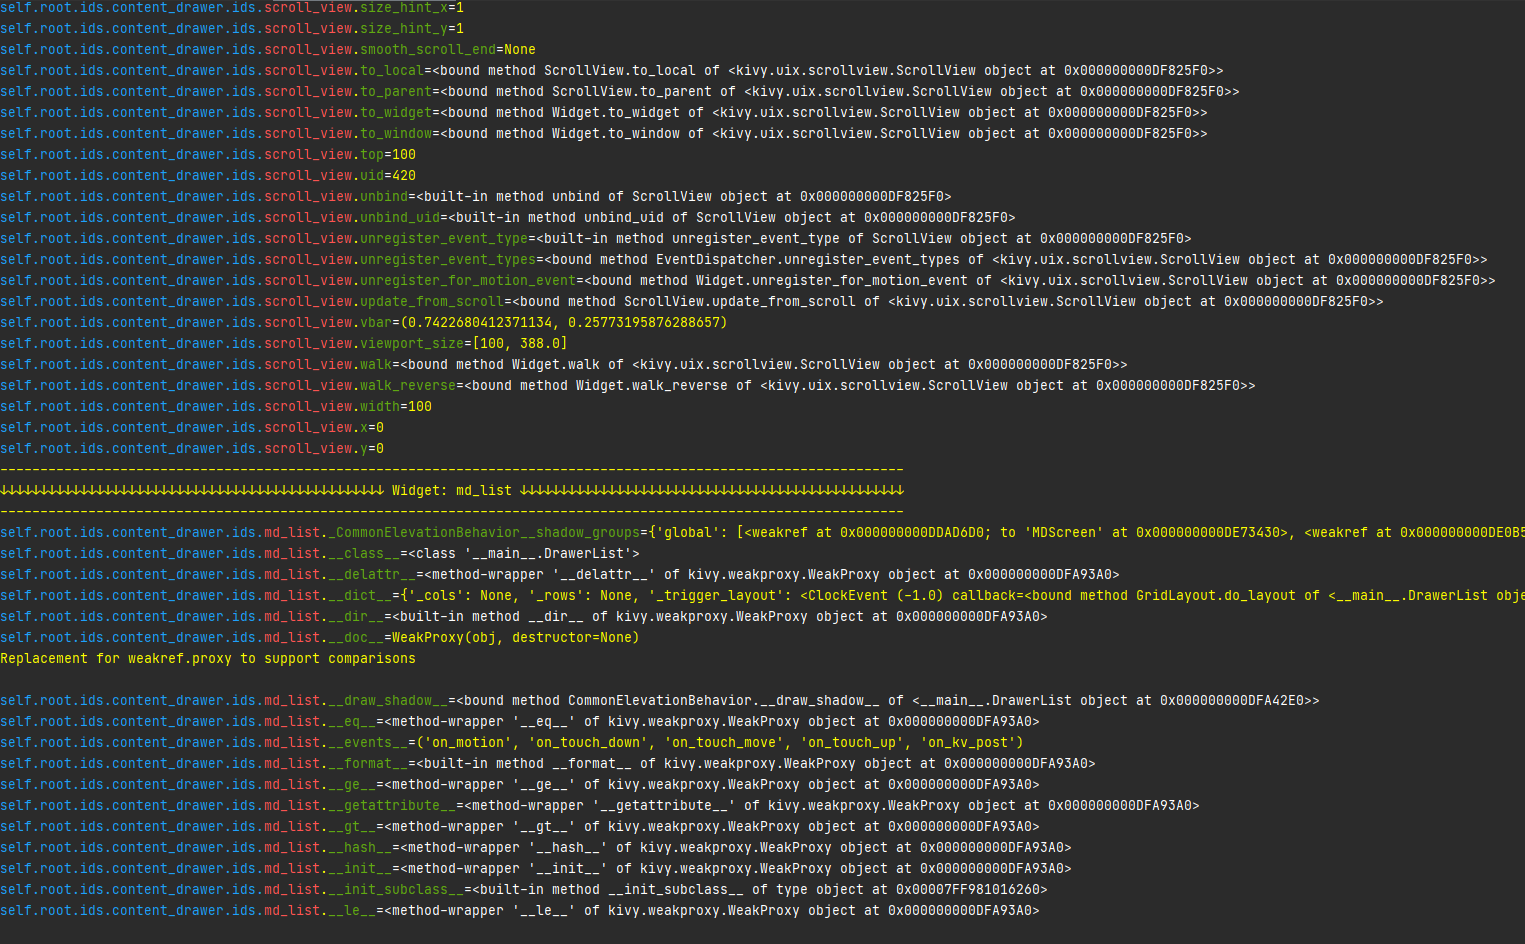 self.root.ids.content_drawer.ids.scroll_view.size_hint_x=1
self.root.ids.content_drawer.ids.scroll_view.size_hint_y=1
self.root.ids.content_drawer.ids.scroll_view.smooth_scroll_end=None
self.root.ids.content_drawer.ids.scroll_view.to_local=<bound method ScrollView.to_local of <kivy.uix.scrollview.ScrollView object at 0x000000000DF825F0>>
self.root.ids.content_drawer.ids.scroll_view.to_parent=<bound method ScrollView.to_parent of <kivy.uix.scrollview.ScrollView object at 0x000000000DF825F0>>
self.root.ids.content_drawer.ids.scroll_view.to_widget=<bound method Widget.to_widget of <kivy.uix.scrollview.ScrollView object at 0x000000000DF825F0>>
self.root.ids.content_drawer.ids.scroll_view.to_window=<bound method Widget.to_window of <kivy.uix.scrollview.ScrollView object at 0x000000000DF825F0>>
self.root.ids.content_drawer.ids.scroll_view.top=100
self.root.ids.content_drawer.ids.scroll_view.uid=420
self.root.ids.content_drawer.ids.scroll_view.unbind=<built-in method unbind of ScrollView object at 0x000000000DF825F0>
self.root.ids.content_drawer.ids.scroll_view.unbind_uid=<built-in method unbind_uid of ScrollView object at 0x000000000DF825F0>
self.root.ids.content_drawer.ids.scroll_view.unregister_event_type=<built-in method unregister_event_type of ScrollView object at 0x000000000DF825F0>
self.root.ids.content_drawer.ids.scroll_view.unregister_event_types=<bound method EventDispatcher.unregister_event_types of <kivy.uix.scrollview.ScrollView object at 0x000000000DF825F0>>
self.root.ids.content_drawer.ids.scroll_view.unregister_for_motion_event=<bound method Widget.unregister_for_motion_event of <kivy.uix.scrollview.ScrollView object at 0x000000000DF825F0>>
self.root.ids.content_drawer.ids.scroll_view.update_from_scroll=<bound method ScrollView.update_from_scroll of <kivy.uix.scrollview.ScrollView object at 0x000000000DF825F0>>
self.root.ids.content_drawer.ids.scroll_view.vbar=(0.7422680412371134, 0.25773195876288657)
self.root.ids.content_drawer.ids.scroll_view.viewport_size=[100, 388.0]
self.root.ids.content_drawer.ids.scroll_view.walk=<bound method Widget.walk of <kivy.uix.scrollview.ScrollView object at 0x000000000DF825F0>>
self.root.ids.content_drawer.ids.scroll_view.walk_reverse=<bound method Widget.walk_reverse of <kivy.uix.scrollview.ScrollView object at 0x000000000DF825F0>>
self.root.ids.content_drawer.ids.scroll_view.width=100
self.root.ids.content_drawer.ids.scroll_view.x=0
self.root.ids.content_drawer.ids.scroll_view.y=0
-----------------------------------------------------------------------------------------------------------------
↓↓↓↓↓↓↓↓↓↓↓↓↓↓↓↓↓↓↓↓↓↓↓↓↓↓↓↓↓↓↓↓↓↓↓↓↓↓↓↓↓↓↓↓↓↓↓↓ Widget: md_list ↓↓↓↓↓↓↓↓↓↓↓↓↓↓↓↓↓↓↓↓↓↓↓↓↓↓↓↓↓↓↓↓↓↓↓↓↓↓↓↓↓↓↓↓↓↓↓↓
-----------------------------------------------------------------------------------------------------------------
self.root.ids.content_drawer.ids.md_list._CommonElevationBehavior__shadow_groups={'global': [<weakref at 0x000000000DDAD6D0; to 'MDScreen' at 0x000000000DE73430>, <weakref at 0x000000000DE0B5
self.root.ids.content_drawer.ids.md_list.__class__=<class '__main__.DrawerList'>
self.root.ids.content_drawer.ids.md_list.__delattr__=<method-wrapper '__delattr__' of kivy.weakproxy.WeakProxy object at 0x000000000DFA93A0>
self.root.ids.content_drawer.ids.md_list.__dict__={'_cols': None, '_rows': None, '_trigger_layout': <ClockEvent (-1.0) callback=<bound method GridLayout.do_layout of <__main__.DrawerList obje
self.root.ids.content_drawer.ids.md_list.__dir__=<built-in method __dir__ of kivy.weakproxy.WeakProxy object at 0x000000000DFA93A0>
self.root.ids.content_drawer.ids.md_list.__doc__=WeakProxy(obj, destructor=None)
Replacement for weakref.proxy to support comparisons
self.root.ids.content_drawer.ids.md_list.__draw_shadow__=<bound method CommonElevationBehavior.__draw_shadow__ of <__main__.DrawerList object at 0x000000000DFA42E0>>
self.root.ids.content_drawer.ids.md_list.__eq__=<method-wrapper '__eq__' of kivy.weakproxy.WeakProxy object at 0x000000000DFA93A0>
self.root.ids.content_drawer.ids.md_list.__events__=('on_motion', 'on_touch_down', 'on_touch_move', 'on_touch_up', 'on_kv_post')
self.root.ids.content_drawer.ids.md_list.__format__=<built-in method __format__ of kivy.weakproxy.WeakProxy object at 0x000000000DFA93A0>
self.root.ids.content_drawer.ids.md_list.__ge__=<method-wrapper '__ge__' of kivy.weakproxy.WeakProxy object at 0x000000000DFA93A0>
self.root.ids.content_drawer.ids.md_list.__getattribute__=<method-wrapper '__getattribute__' of kivy.weakproxy.WeakProxy object at 0x000000000DFA93A0>
self.root.ids.content_drawer.ids.md_list.__gt__=<method-wrapper '__gt__' of kivy.weakproxy.WeakProxy object at 0x000000000DFA93A0>
self.root.ids.content_drawer.ids.md_list.__hash__=<method-wrapper '__hash__' of kivy.weakproxy.WeakProxy object at 0x000000000DFA93A0>
self.root.ids.content_drawer.ids.md_list.__init__=<method-wrapper '__init__' of kivy.weakproxy.WeakProxy object at 0x000000000DFA93A0>
self.root.ids.content_drawer.ids.md_list.__init_subclass__=<built-in method __init_subclass__ of type object at 0x00007FF981016260>
self.root.ids.content_drawer.ids.md_list.__le__=<method-wrapper '__le__' of kivy.weakproxy.WeakProxy object at 0x000000000DFA93A0>